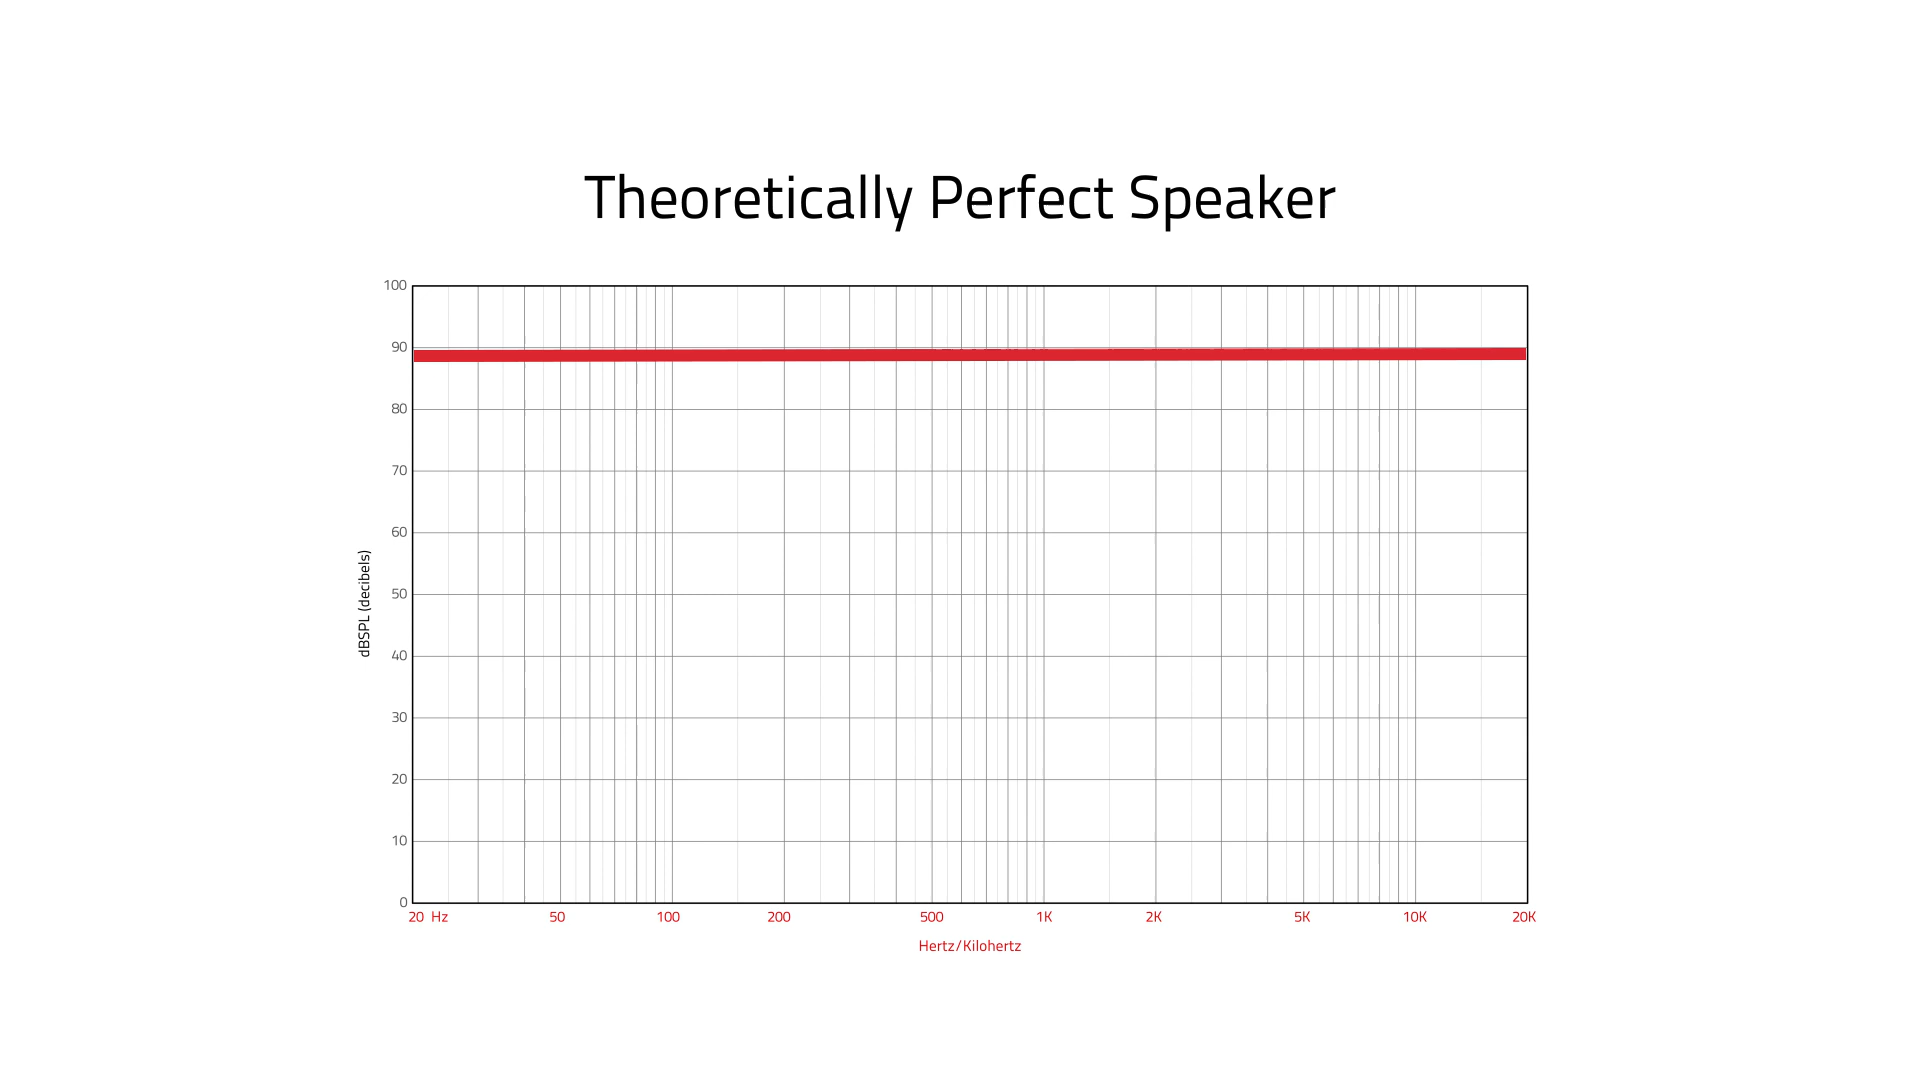 Theoretically Perfect Speaker
100
90
80
70
60
50
40
30
20
10
0
dBSPL (decibels)
20 Hz 50 100 200 500 1K 2K 5K 10K 20K
Hertz/Kilohertz